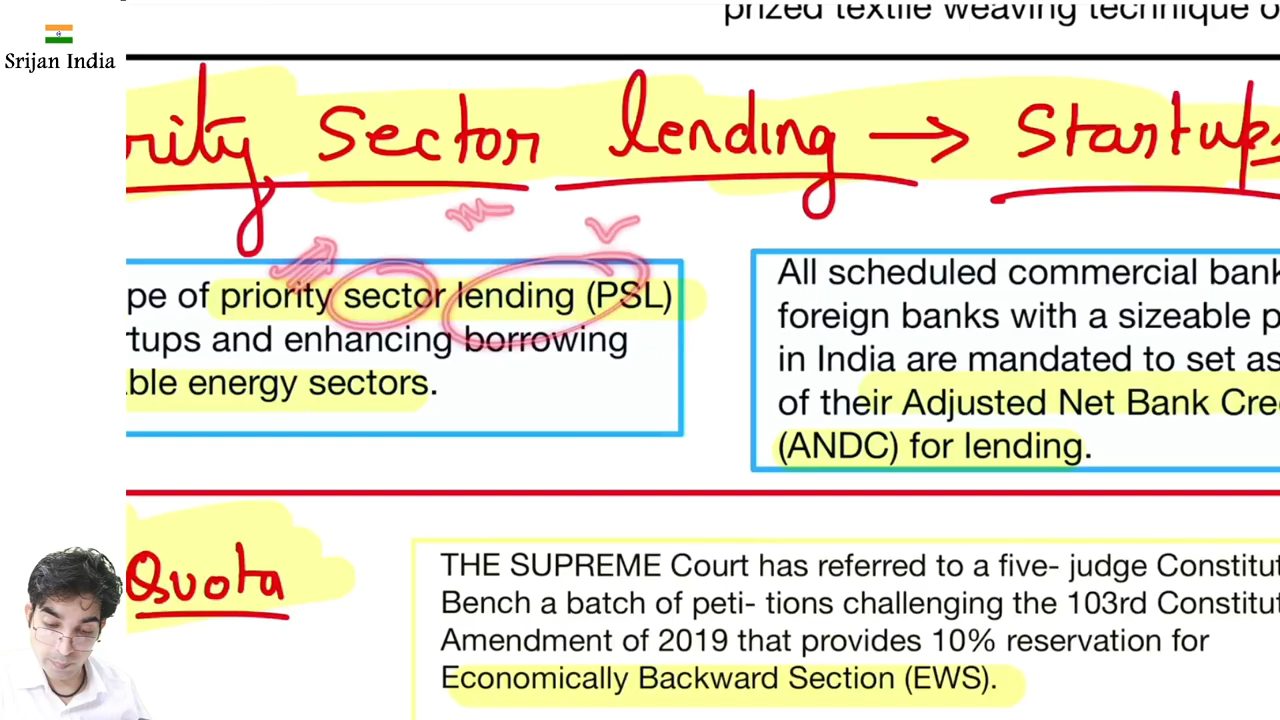 prized textile weaving technique o
Srijan India
rity Sector lending → Startups
pe of priority sector lending (PSL)
rtups and enhancing borrowing
ble energy sectors.
All scheduled commercial bank
foreign banks with a sizeable p
in India are mandated to set as
of their Adjusted Net Bank Cre
(ANDC) for lending.
Quota
THE SUPREME Court has referred to a five- judge Constitut
Bench a batch of peti- tions challenging the 103rd Constitut
Amendment of 2019 that provides 10% reservation for
Economically Backward Section (EWS).